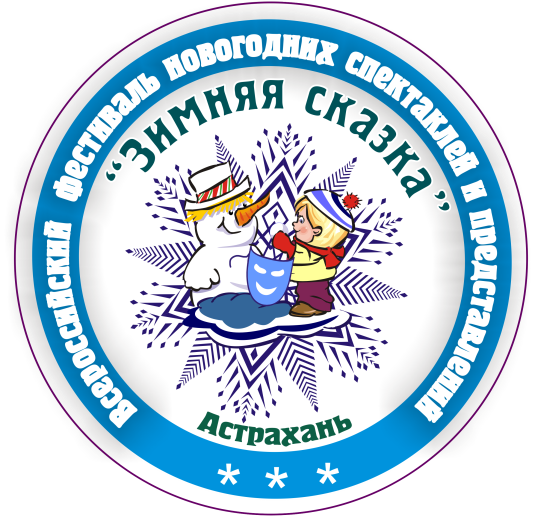 Всероссийский фестиваль новогодних спектаклей и представлений
"Зимняя сказка"
Астрахань
* * *